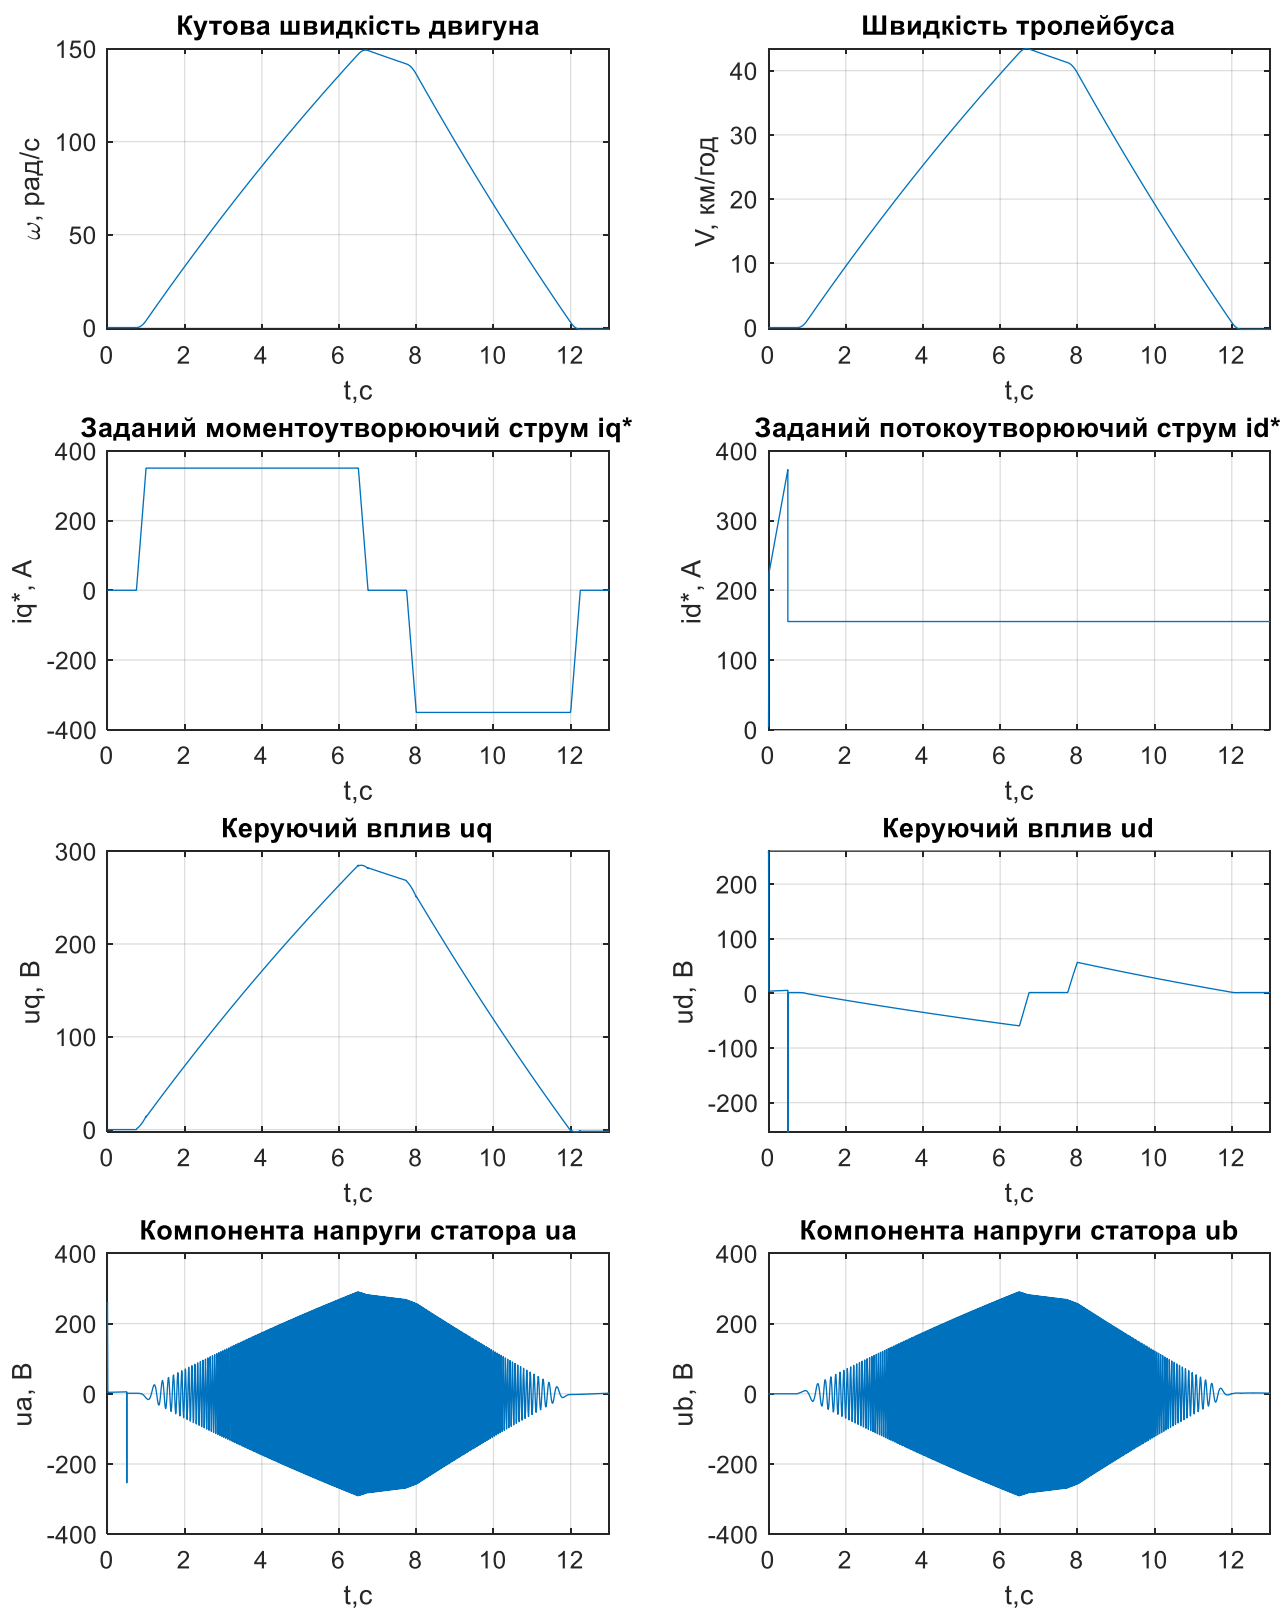 Кутова швидкість двигуна
150
100
50
0
ω, рад/с
0 2 4 6 8 10 12
t,c
Швидкість тролейбуса
40
30
20
10
0
V, км/год
0 2 4 6 8 10 12
t,c
Заданий моментоутворюючий струм iq*
400
200
0
-200
-400
iq*, А
0 2 4 6 8 10 12
t,c
Заданий потокоутворюючий струм id*
400
300
200
100
0
id*, А
0 2 4 6 8 10 12
t,c
Керуючий вплив uq
300
200
100
0
uq, В
0 2 4 6 8 10 12
t,c
Керуючий вплив ud
200
100
0
-100
-200
ud, В
0 2 4 6 8 10 12
t,c
Компонента напруги статора ua
400
200
0
-200
-400
ua, В
0 2 4 6 8 10 12
t,c
Компонента напруги статора ub
400
200
0
-200
-400
ub, В
0 2 4 6 8 10 12
t,c